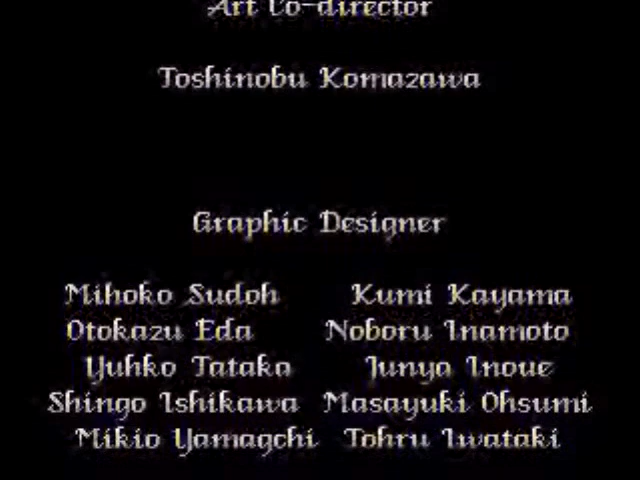 Art Co-director
Toshinobu Komazawa
Graphic Designer
Mihoko Sudoh Kumi Kayama
Otokazu Eda Noboru Inamoto
Yuhko Tataka Junya Inoue
Shingo Ishikawa Masayuki Ohsumi
Mikio Yamagchi Tohru Iwataki